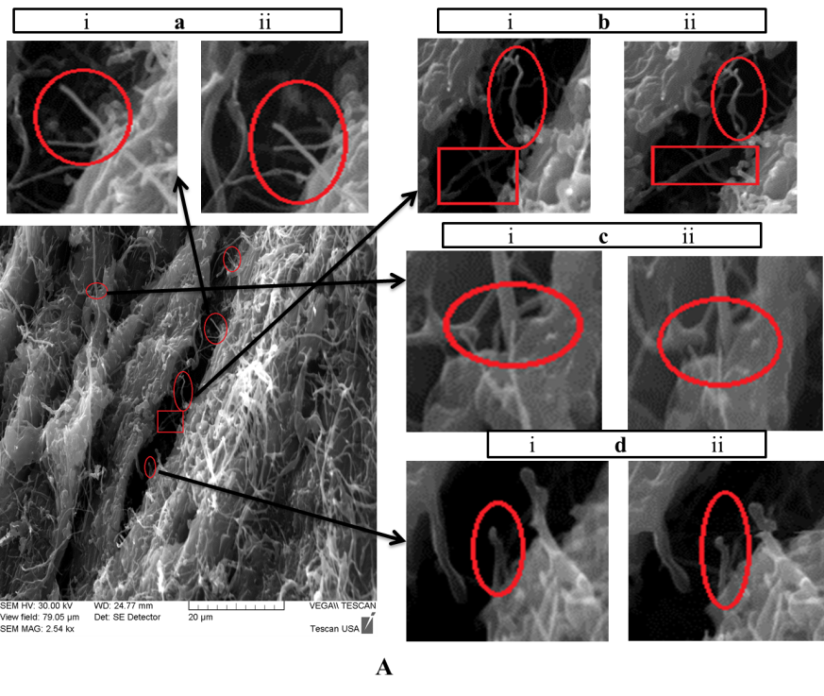 i a ii
i b ii
i c ii
i d ii
SEM HV: 30.00 kV WD: 24.77 mm VEGA\\ TESCAN
View field: 79.05 µm Det: SE Detector 20 µm
SEM MAG: 2.54 kx Tescan USA
A